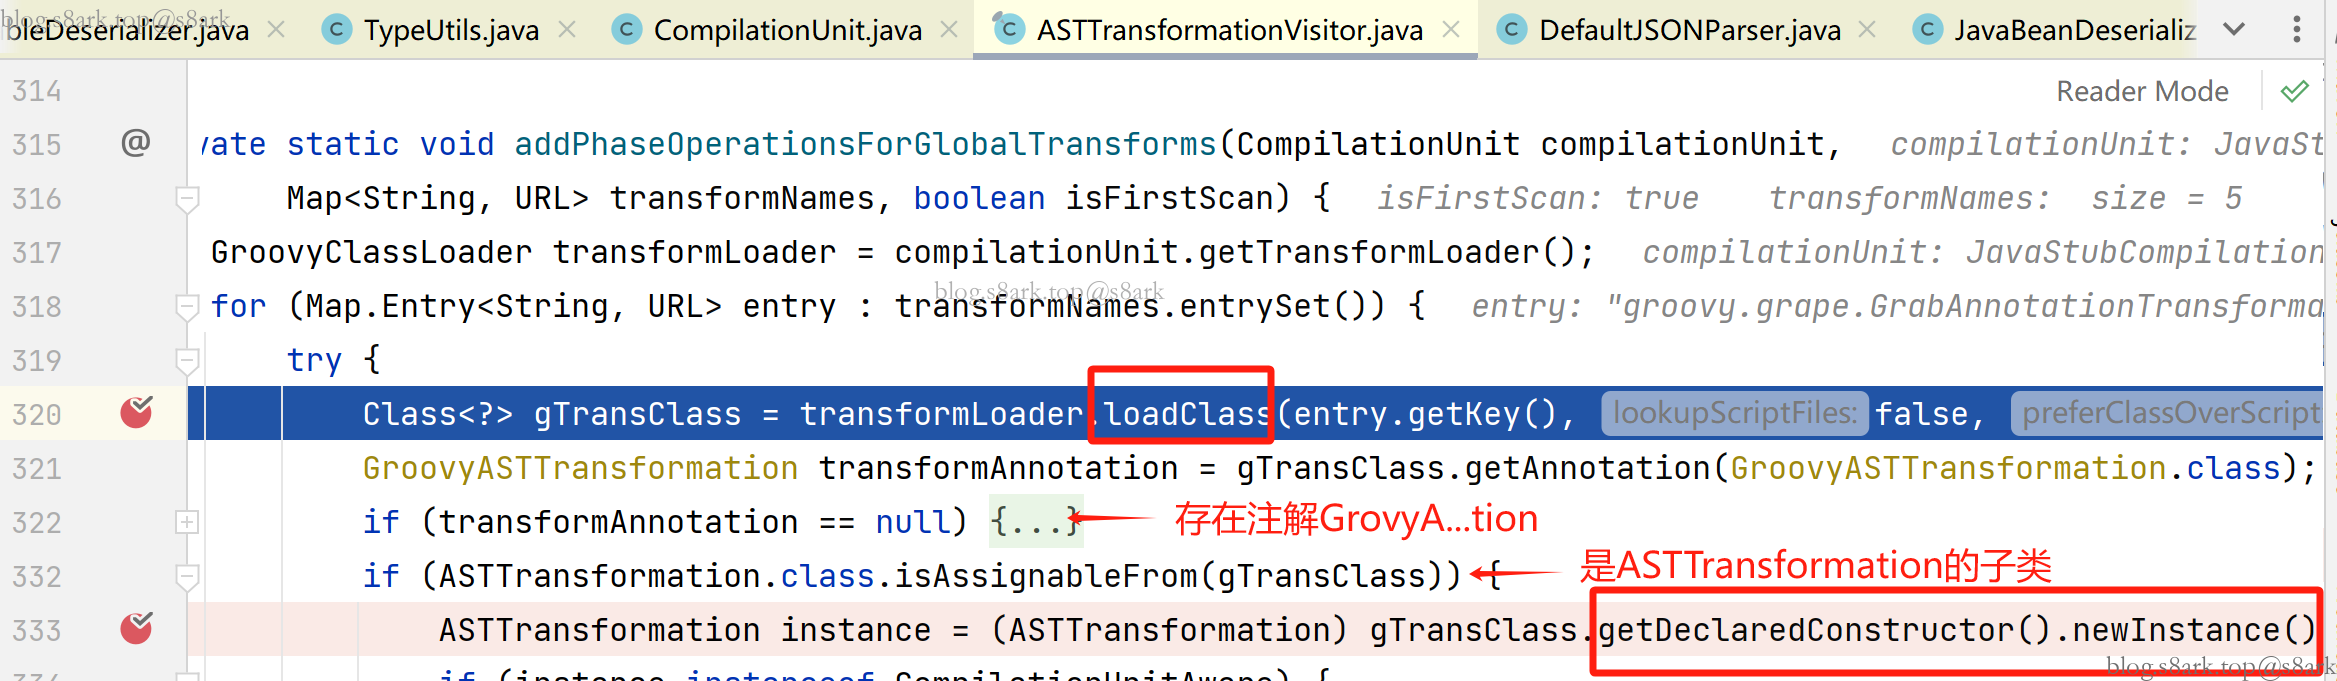 blog.s8ark.top@s8ark
bleDeserializer.java TypeUtils.java CompilationUnit.java ASTTransformationVisitor.java DefaultJSONParser.java JavaBeanDeserializ
314 Reader Mode
315 @ vate static void addPhaseOperationsForGlobalTransforms(CompilationUnit compilationUnit, compilationUnit: JavaSt
316 Map<String, URL> transformNames, boolean isFirstScan) { isFirstScan: true transformNames: size = 5
317 GroovyClassLoader transformLoader = compilationUnit.getTransformLoader(); compilationUnit: JavaStubCompilation
blog.s8ark.top@s8ark
318 for (Map.Entry<String, URL> entry : transformNames.entrySet()) { entry: "groovy.grape.GrabAnnotationTransforma
319 try {
320 Class<?> gTransClass = transformLoader.loadClass(entry.getKey(), lookupScriptFiles: false, preferClassOverScript
321 GroovyASTTransformation transformAnnotation = gTransClass.getAnnotation(GroovyASTTransformation.class);
322 if (transformAnnotation == null) {...} 存在注解GrovyA...tion
332 if (ASTTransformation.class.isAssignableFrom(gTransClass)) { 是ASTTransformation的子类
333 ASTTransformation instance = (ASTTransformation) gTransClass.getDeclaredConstructor().newInstance()
334 if (instance instanceof CompilationUnitAware) {
blog.s8ark.top@s8ark